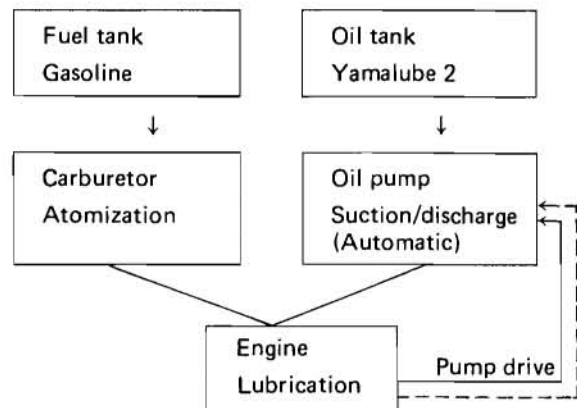 Fuel tank
Gasoline
Oil tank
Yamalube 2
Carburetor
Atomization
Oil pump
Suction/discharge
(Automatic)
Engine
Lubrication
Pump drive